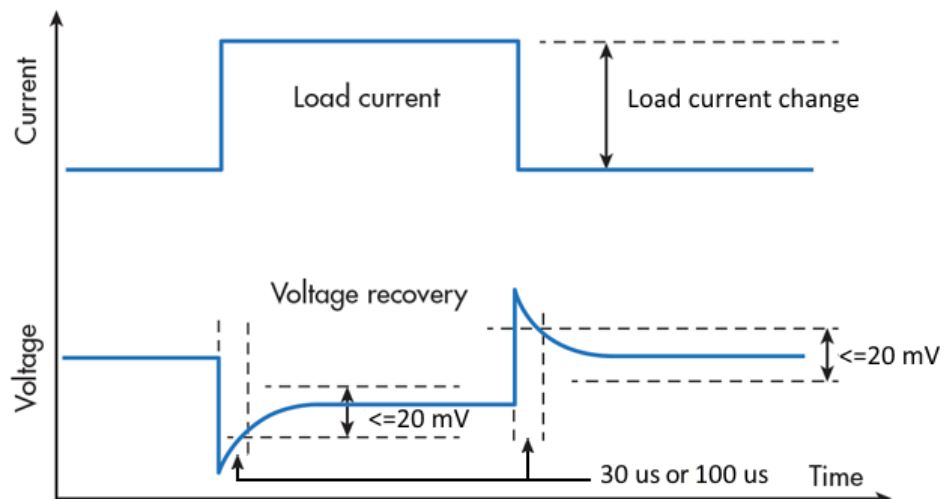 Current
Load current
Load current change
Voltage recovery
Voltage
<=20 mV
<=20 mV
30 us or 100 us
Time